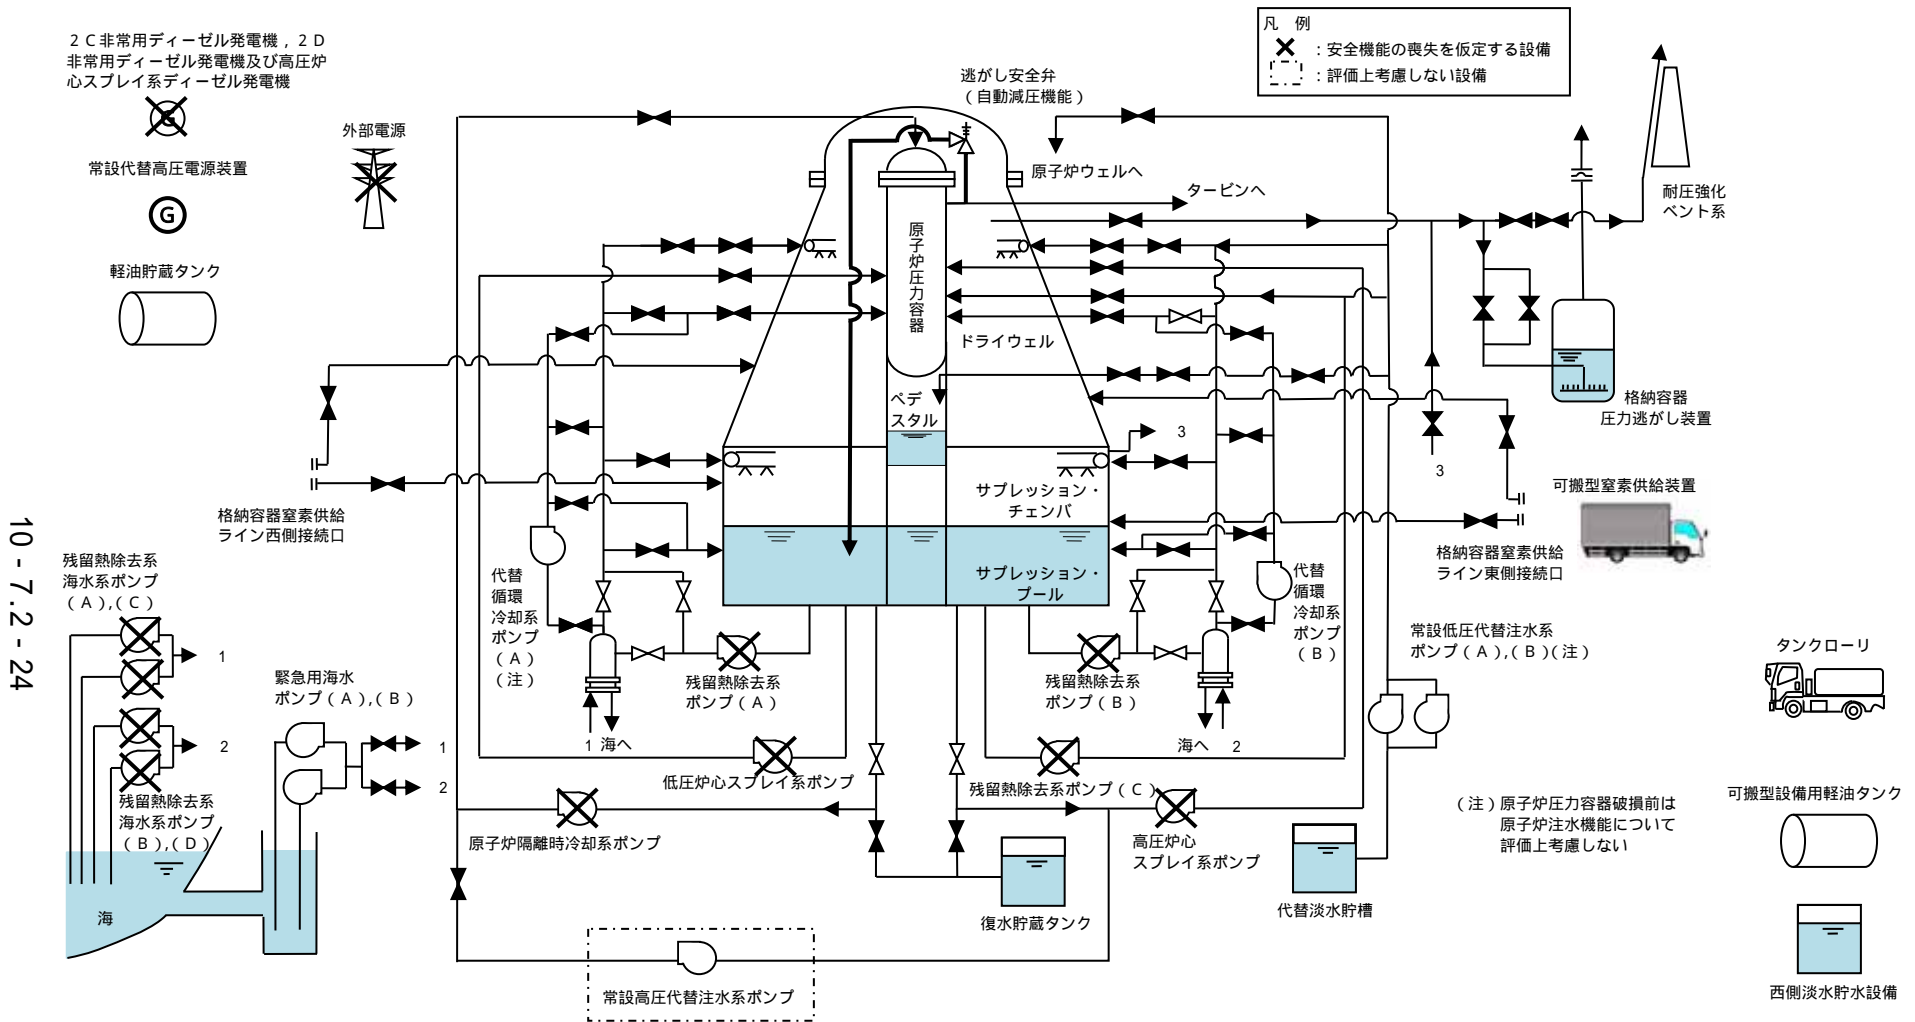 ２Ｃ非常用ディーゼル発電機，２Ｄ
非常用ディーゼル発電機及び高圧炉
心スプレイ系ディーゼル発電機
G
外部電源
常設代替高圧電源装置
G
軽油貯蔵タンク
凡　例
：安全機能の喪失を仮定する設備
：評価上考慮しない設備
逃がし安全弁
（自動減圧機能）
原子炉ウェルへ
タービンへ
耐圧強化
ベント系
原子炉圧力容器
ドライウェル
ペデ
スタル
格納容器
圧力逃がし装置
3
3
サプレッション・
チェンバ
サプレッション・
プール
格納容器窒素供給
ライン西側接続口
可搬型窒素供給装置
格納容器窒素供給
ライン東側接続口
10 - 7.2 - 24
残留熱除去系
海水系ポンプ
（Ａ）,（Ｃ）
1
2
残留熱除去系
海水系ポンプ
（Ｂ）,（Ｄ）
海
緊急用海水
ポンプ（Ａ）,（Ｂ）
1
2
代替
循環
冷却系
ポンプ
（Ａ）
（注）
残留熱除去系
ポンプ（Ａ）
1
海へ
残留熱除去系
ポンプ（Ｂ）
海へ
2
代替
循環
冷却系
ポンプ
（Ｂ）
常設低圧代替注水系
ポンプ（Ａ）,（Ｂ）（注）
タンクローリ
低圧炉心スプレイ系ポンプ
残留熱除去系ポンプ（Ｃ）
原子炉隔離時冷却系ポンプ
高圧炉心
スプレイ系ポンプ
（注）原子炉圧力容器破損前は
原子炉注水機能について
評価上考慮しない
可搬型設備用軽油タンク
復水貯蔵タンク
代替淡水貯槽
常設高圧代替注水系ポンプ
西側淡水貯水設備